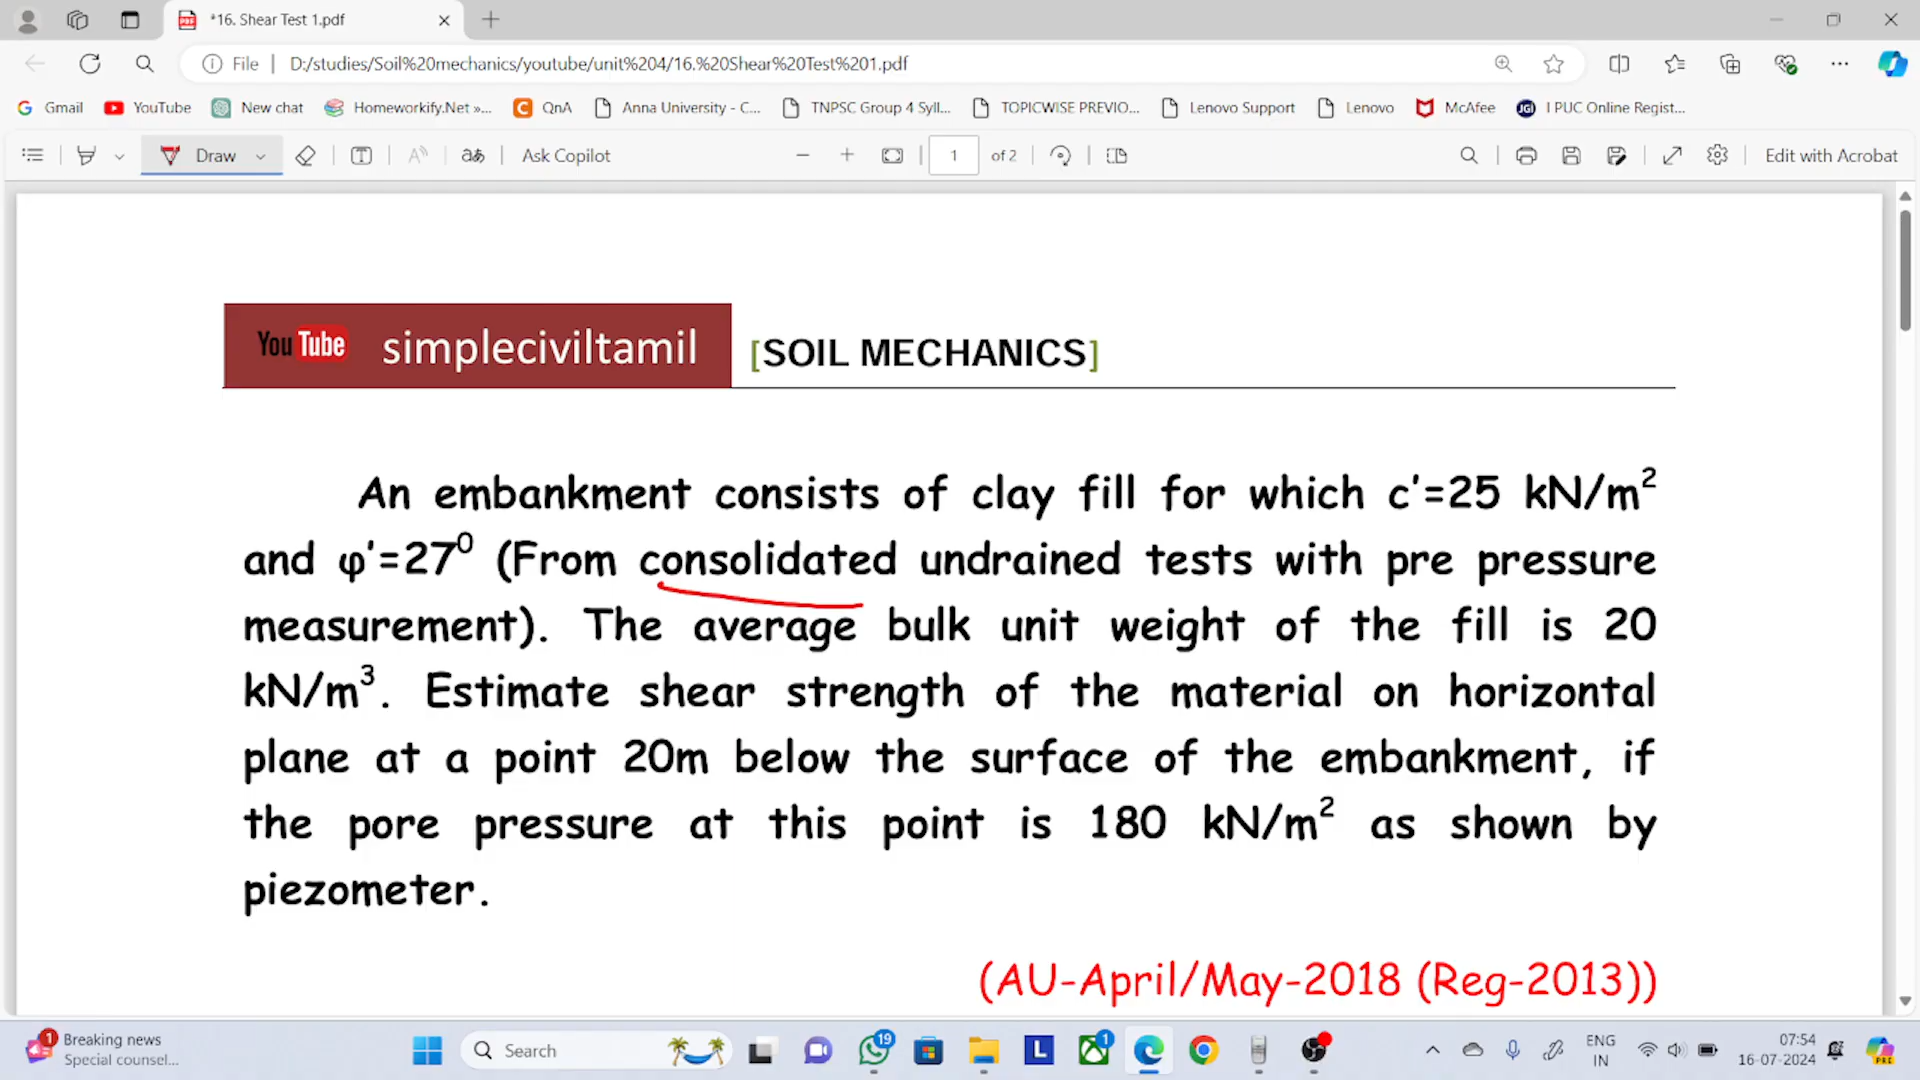 *16. Shear Test 1.pdf
File | D:/studies/Soil%20mechanics/youtube/unit%204/16.%20Shear%20Test%201.pdf
Gmail YouTube New chat Homeworkify.Net »... QnA Anna University - C... TNPSC Group 4 Syll... TOPICWISE PREVIO... Lenovo Support Lenovo McAfee I PUC Online Regist...
Draw Ask Copilot 1 of 2 Edit with Acrobat
YouTube simpleciviltamil [SOIL MECHANICS]
An embankment consists of clay fill for which c'=25 kN/m²
and φ'=27⁰ (From consolidated undrained tests with pre pressure
measurement). The average bulk unit weight of the fill is 20
kN/m³. Estimate shear strength of the material on horizontal
plane at a point 20m below the surface of the embankment, if
the pore pressure at this point is 180 kN/m² as shown by
piezometer.
(AU-April/May-2018 (Reg-2013))
1 Breaking news
Special counsel...
Search
19
1
ENG
IN
07:54
16-07-2024